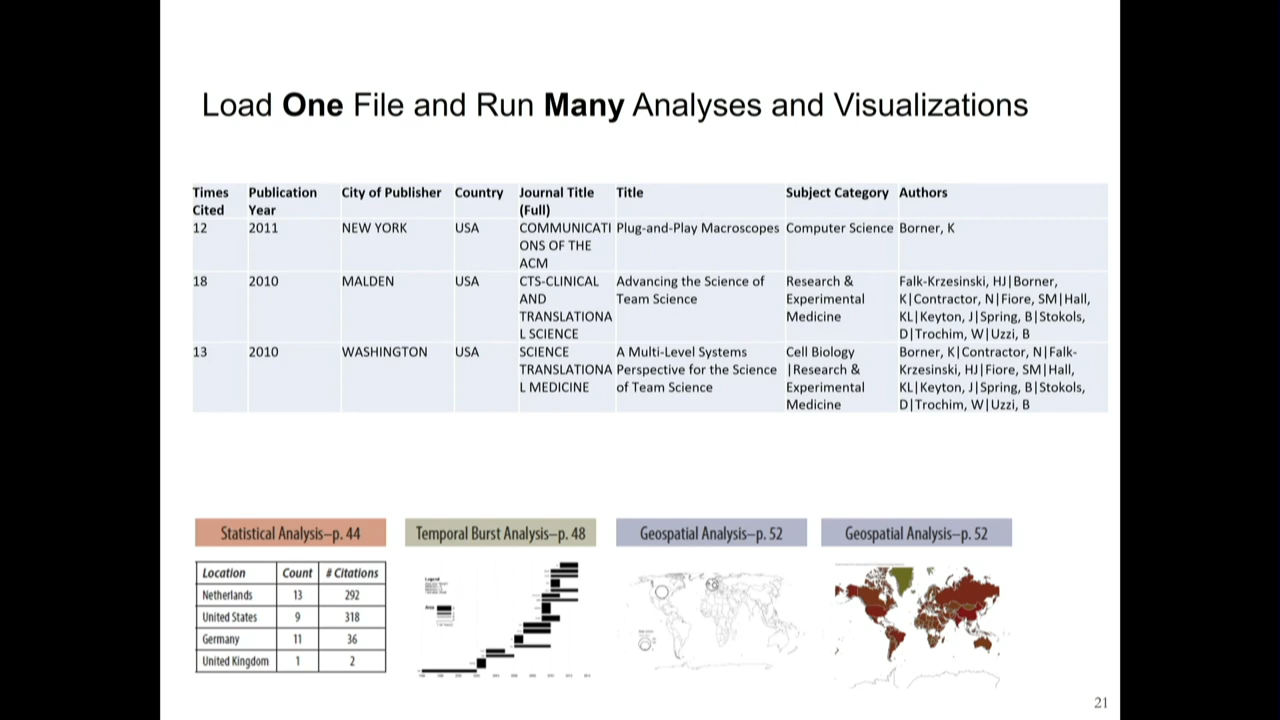 Load One File and Run Many Analyses and Visualizations
Times Cited Publication Year City of Publisher Country Journal Title (Full) Title Subject Category Authors
12 2011 NEW YORK USA COMMUNICATIONS OF THE ACM Plug-and-Play Macroscopes Computer Science Borner, K
18 2010 MALDEN USA CTS-CLINICAL AND TRANSLATIONAL SCIENCE Advancing the Science of Team Science Research & Experimental Medicine Falk-Krzesinski, HJ|Borner, K|Contractor, N|Fiore, SM|Hall, KL|Keyton, J|Spring, B|Stokols, D|Trochim, W|Uzzi, B
13 2010 WASHINGTON USA SCIENCE TRANSLATIONAL MEDICINE A Multi-Level Systems Perspective for the Science of Team Science Cell Biology |Research & Experimental Medicine Borner, K|Contractor, N|Falk-Krzesinski, HJ|Fiore, SM|Hall, KL|Keyton, J|Spring, B|Stokols, D|Trochim, W|Uzzi, B
Statistical Analysis–p. 44
Temporal Burst Analysis–p. 48
Geospatial Analysis–p. 52
Geospatial Analysis–p. 52
Location Count # Citations
Netherlands 13 292
United States 9 318
Germany 11 36
United Kingdom 1 2
Legend
21